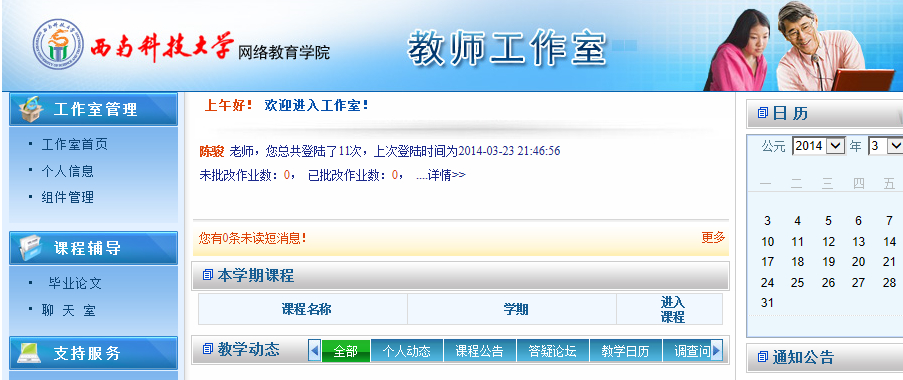 西南科技大学 网络教育学院
教师工作室
工作室管理
· 工作室首页
· 个人信息
· 组件管理
课程辅导
· 毕业论文
· 聊 天 室
支持服务
上午好！ 欢迎进入工作室！
陈骏 老师，您总共登陆了11次，上次登陆时间为2014-03-23 21:46:56
未批改作业数：0， 已批改作业数：0， ....详情>>
您有0条未读短消息！ 更多
本学期课程
课程名称 学期 进入
课程
教学动态 全部 个人动态 课程公告 答疑论坛 教学日历 调查问
日 历
公元 2014 年 3
一 二 三 四 五
3 4 5 6 7
10 11 12 13 14
17 18 19 20 21
24 25 26 27 28
31
通知公告